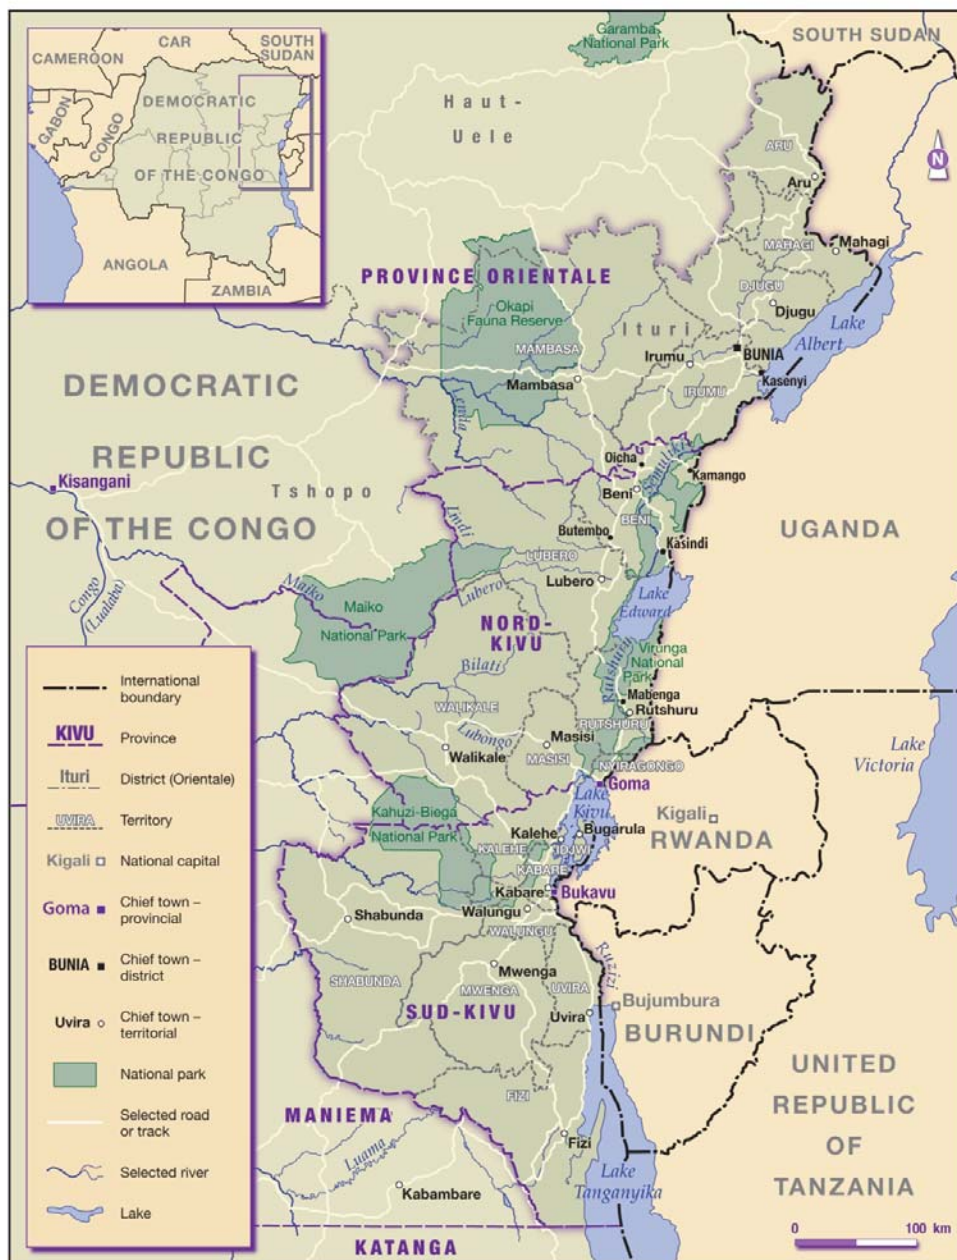 CAMEROON
CAR
SOUTH
SUDAN
GABON
CONGO
DEMOCRATIC
REPUBLIC
OF THE CONGO
ANGOLA
ZAMBIA
Garamba
National Park
SOUTH SUDAN
Haut-
Uele
N
ARU
Aru
MAHAGI
Mahagi
PROVINCE ORIENTALE
DJUGU
Djugu
Okapi
Fauna Reserve
Ituri
Lake
Albert
MAMBASA
Irumu
BUNIA
Kasenyi
Mambasa
IRUMU
DEMOCRATIC
REPUBLIC
OF THE CONGO
Lenda
Kisangani
Tshopo
Oicha
Semuliki
Kamango
Beni
BENI
UGANDA
Lindi
Butembo
Kasindi
LUBERO
Lubero
Lubero
Congo
(Lualaba)
Maiko
Maiko
National Park
Lake
Edward
NORD-
KIVU
Rutshuru
Virunga
National
Park
Bilati
Mabenga
Rutshuru
RUTSHURU
WALIKALE
Lubongo
Masisi
MASISI
Walikale
NYIRAGONGO
Goma
Lake
Victoria
Lake
Kivu
Kahuzi-Biega
National Park
Kigali
RWANDA
Kalehe
Bugarula
KALEHE
IDJWI
KABARE
Kabare
Bukavu
Shabunda
Walungu
WALUNGU
SHABUNDA
Mwenga
MWENGA
UVIRA
Ruzizi
SUD-KIVU
Uvira
Bujumbura
BURUNDI
UNITED
REPUBLIC
OF
TANZANIA
FIZI
MANIEMA
Fizi
Luama
Kabambare
Lake
Tanganyika
KATANGA
0 100 km
International
boundary
KIVU Province
Ituri District (Orientale)
UVIRA Territory
Kigali National capital
Goma Chief town –
provincial
BUNIA Chief town –
district
Uvira Chief town –
territorial
National park
Selected road
or track
Selected river
Lake